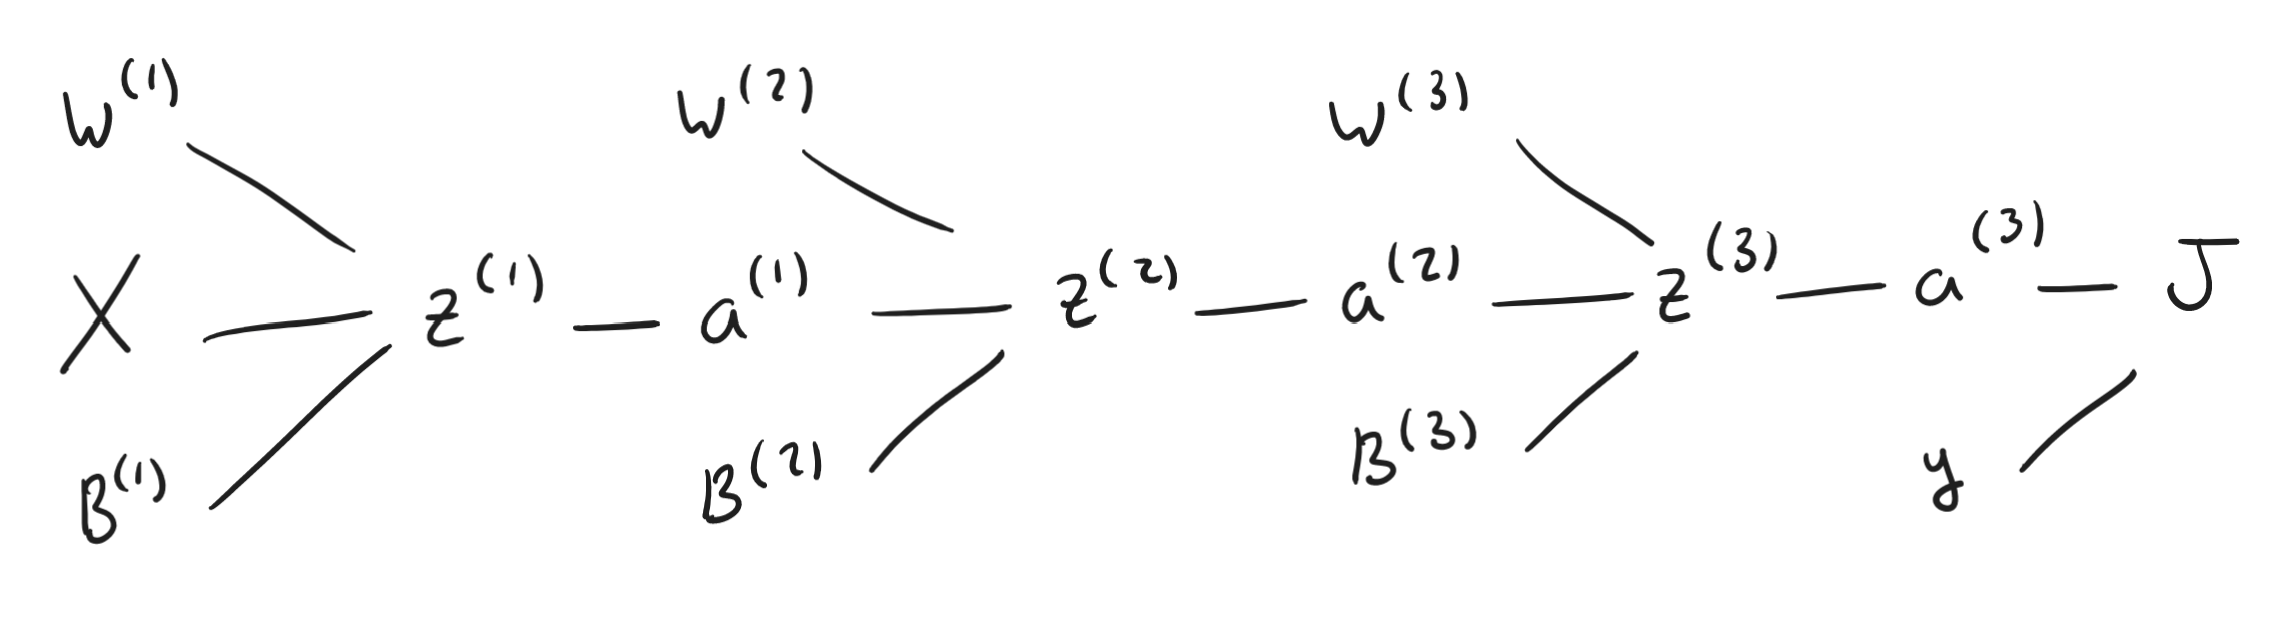 W^(1) W^(2) W^(3)
X z^(1) a^(1) z^(2) a^(2) z^(3) a^(3) J
B^(1) B^(2) B^(3) y